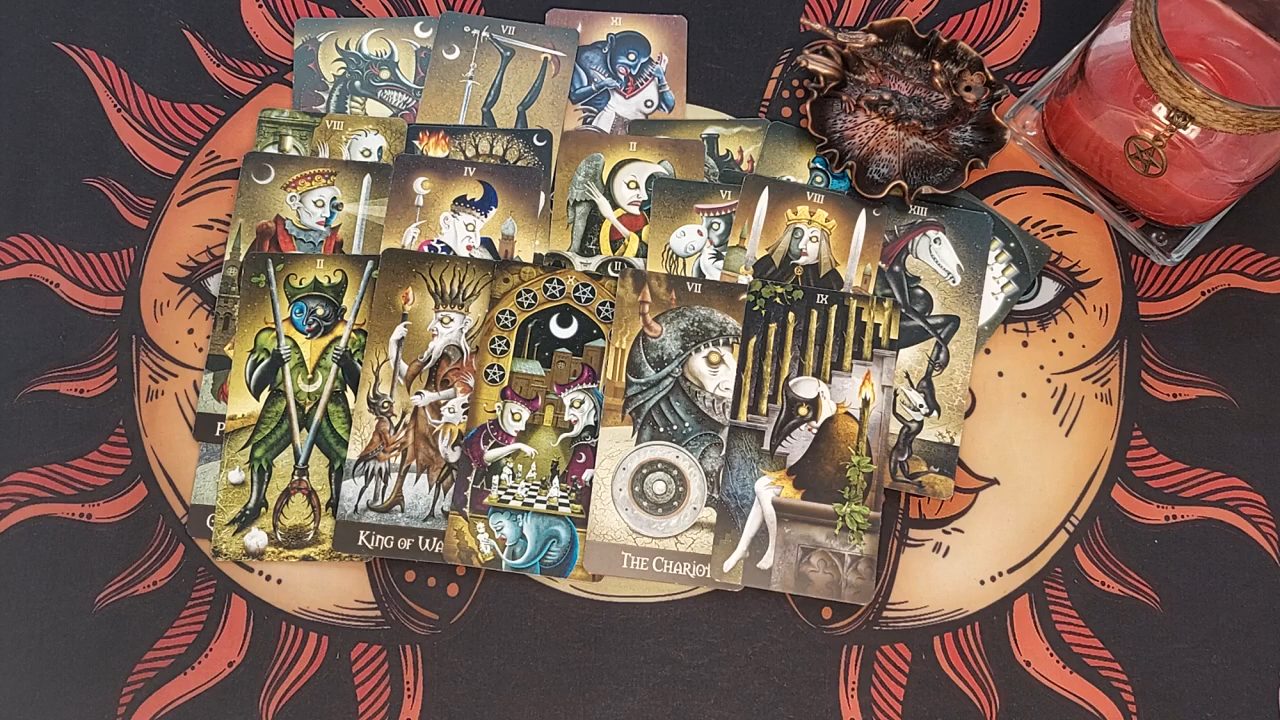 VII
XI
VIII
IV
II
VI
VIII
XIII
II
X
VII
IX
P
G
KING OF WA
THE CHARIOT